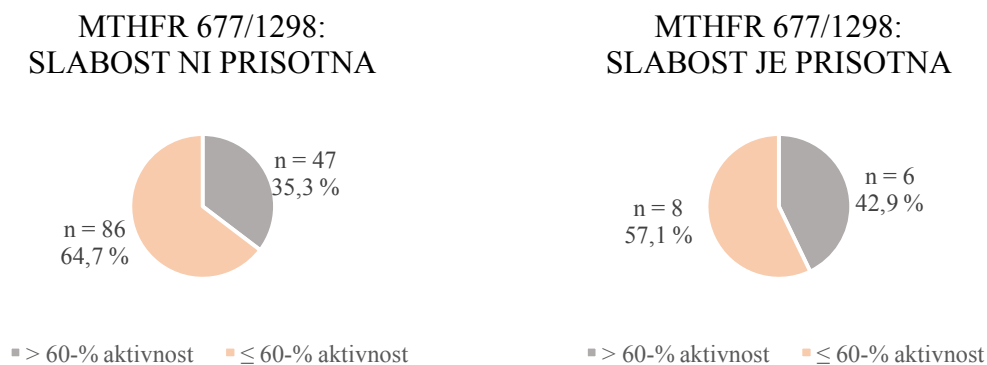 MTHFR 677/1298:
SLABOST NI PRISOTNA
n = 47
35,3 %
n = 86
64,7 %
> 60-% aktivnost
≤ 60-% aktivnost
MTHFR 677/1298:
SLABOST JE PRISOTNA
n = 6
42,9 %
n = 8
57,1 %
> 60-% aktivnost
≤ 60-% aktivnost